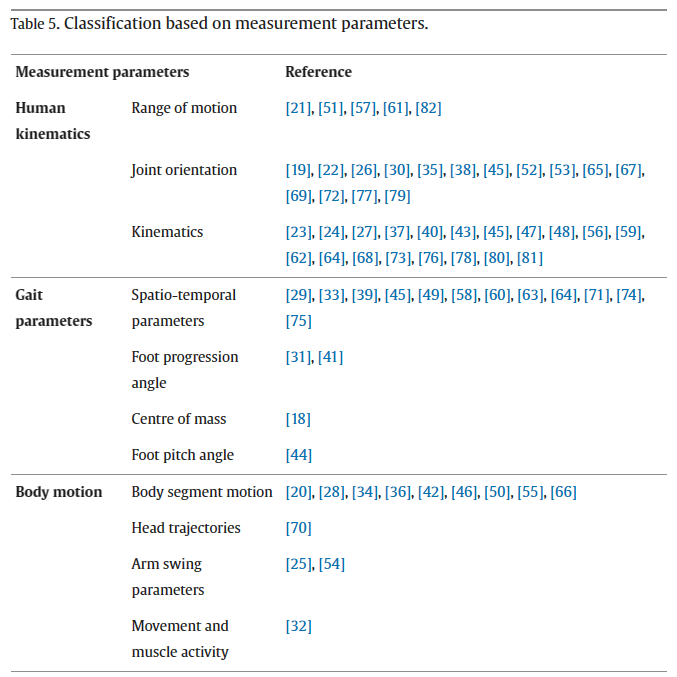 Table 5. Classification based on measurement parameters.
Measurement parameters Reference
Human kinematics Range of motion [21], [51], [57], [61], [82]
Joint orientation [19], [22], [26], [30], [35], [38], [45], [52], [53], [65], [67],
[69], [72], [77], [79]
Kinematics [23], [24], [27], [37], [40], [43], [45], [47], [48], [56], [59],
[62], [64], [68], [73], [76], [78], [80], [81]
Gait parameters Spatio-temporal parameters [29], [33], [39], [45], [49], [58], [60], [63], [64], [71], [74],
[75]
Foot progression angle [31], [41]
Centre of mass [18]
Foot pitch angle [44]
Body motion Body segment motion [20], [28], [34], [36], [42], [46], [50], [55], [66]
Head trajectories [70]
Arm swing parameters [25], [54]
Movement and muscle activity [32]